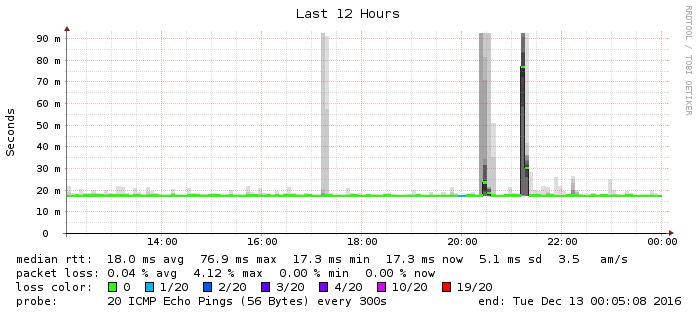 Last 12 Hours
RRDTOOL / TOBI OETIKER
Seconds
90 m
80 m
70 m
60 m
50 m
40 m
30 m
20 m
10 m
0
14:00 16:00 18:00 20:00 22:00 00:00
median rtt: 18.0 ms avg 76.9 ms max 17.3 ms min 17.3 ms now 5.1 ms sd 3.5 am/s
packet loss: 0.04 % avg 4.12 % max 0.00 % min 0.00 % now
loss color: 0 1/20 2/20 3/20 4/20 10/20 19/20
probe: 20 ICMP Echo Pings (56 Bytes) every 300s end: Tue Dec 13 00:05:08 2016